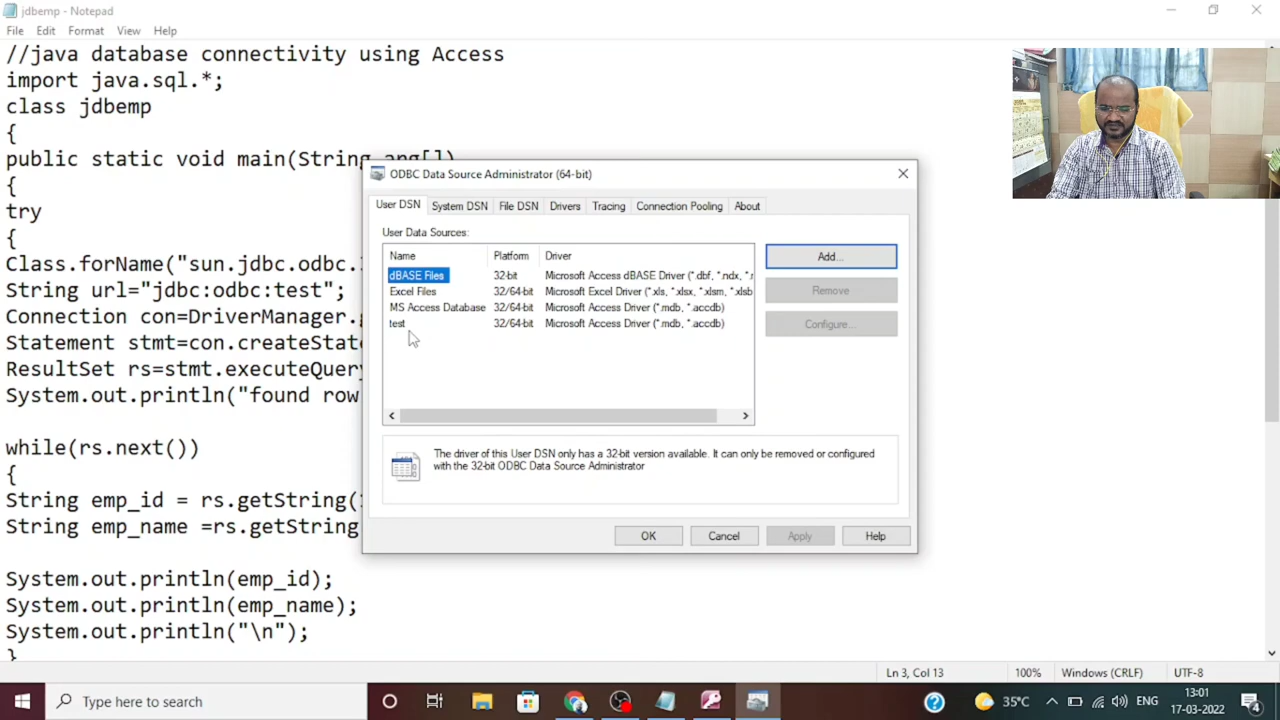 jdbemp - Notepad
File Edit Format View Help
//java database connectivity using Access
import java.sql.*;
class jdbemp
{
public static void main(String arg[])
{
try
{
Class.forName("sun.jdbc.odbc.
String url="jdbc:odbc:test";
Connection con=DriverManager.
Statement stmt=con.createState
ResultSet rs=stmt.executeQuery
System.out.println("found row
while(rs.next())
{
String emp_id = rs.getString(
String emp_name =rs.getString
System.out.println(emp_id);
System.out.println(emp_name);
System.out.println("\n");
}
ODBC Data Source Administrator (64-bit)
User DSN System DSN File DSN Drivers Tracing Connection Pooling About
User Data Sources:
Name Platform Driver
dBASE Files 32-bit Microsoft Access dBASE Driver (*.dbf, *.ndx, *.r
Excel Files 32/64-bit Microsoft Excel Driver (*.xls, *.xlsx, *.xlsm, *.xlsb
MS Access Database 32/64-bit Microsoft Access Driver (*.mdb, *.accdb)
test 32/64-bit Microsoft Access Driver (*.mdb, *.accdb)
Add...
Remove
Configure...
The driver of this User DSN only has a 32-bit version available. It can only be removed or configured
with the 32-bit ODBC Data Source Administrator
OK Cancel Apply Help
Ln 3, Col 13 100% Windows (CRLF) UTF-8
Type here to search
35°C ENG
13:01
17-03-2022
4